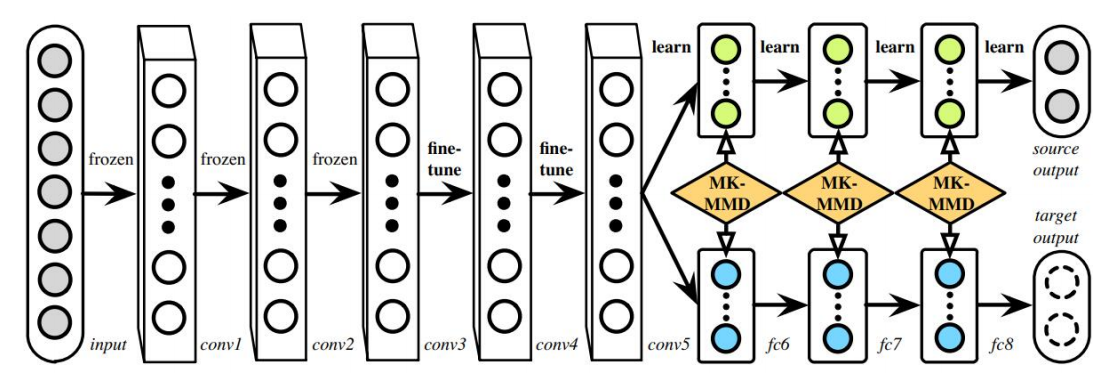 frozen
frozen
frozen
fine-
tune
fine-
tune
learn
learn
learn
learn
MK-
MMD
MK-
MMD
MK-
MMD
source
output
target
output
input
conv1
conv2
conv3
conv4
conv5
fc6
fc7
fc8